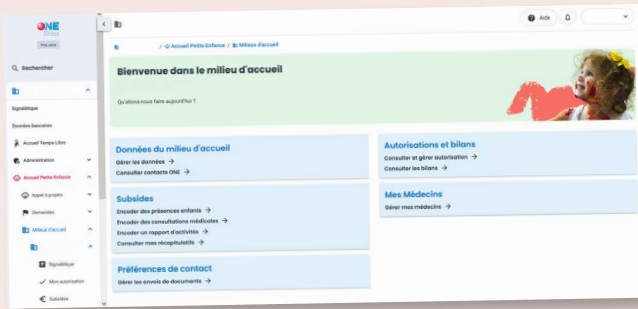 ONE
Rechercher
Signalétique
Données bancaires
Accueil Temps Libre
Administration
Accueil Petite Enfance
Appel à projets
Demandes
Milieux d'accueil
Signalétique
Mon autorisation
Subsides
Aide
/ Accueil Petite Enfance / Milieux d'accueil
Bienvenue dans le milieu d'accueil
Qu'allons-nous faire aujourd'hui ?
Données du milieu d'accueil
Gérer les données →
Consulter contacts ONE →
Subsides
Encoder des présences enfants →
Encoder des consultations médicales →
Encoder un rapport d'activités →
Consulter mes récapitulatifs →
Préférences de contact
Gérer les envois de documents →
Autorisations et bilans
Consulter et gérer autorisation →
Consulter les bilans →
Mes Médecins
Gérer mes médecins →